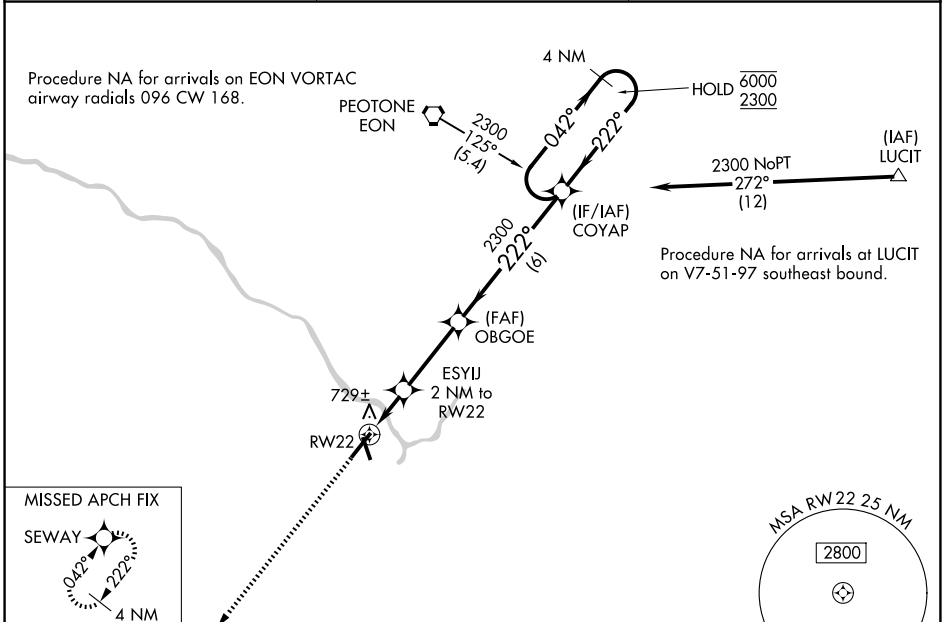 Procedure NA for arrivals on EON VORTAC
airway radials 096 CW 168.
4 NM
HOLD 6000
2300
PEOTONE
EON
2300
125°
(5.4)
042°
222°
(IAF)
LUCIT
2300 NoPT
272°
(12)
(IF/IAF)
COYAP
2300
222°
(6)
Procedure NA for arrivals at LUCIT
on V7-51-97 southeast bound.
(FAF)
OBGOE
ESYIJ
2 NM to
RW22
729±
RW22
MISSED APCH FIX
SEWAY
042°
222°
4 NM
MSA RW22 25 NM
2800